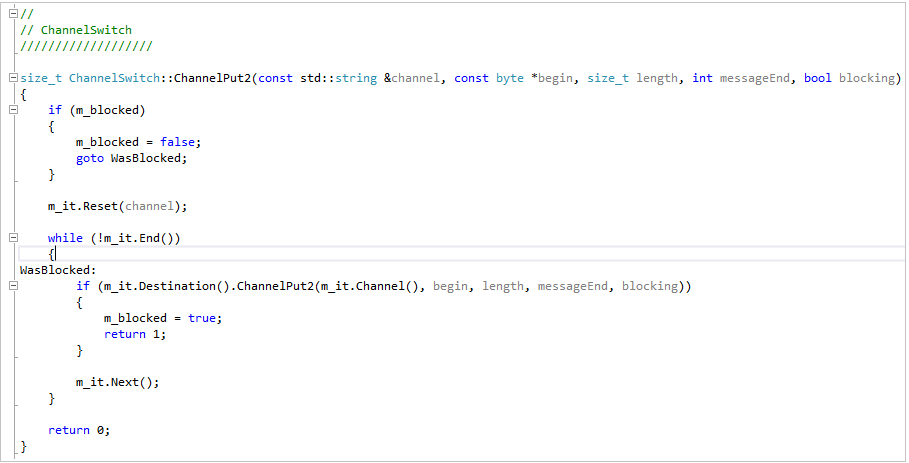 //
// ChannelSwitch
///////////////////
size_t ChannelSwitch::ChannelPut2(const std::string &channel, const byte *begin, size_t length, int messageEnd, bool blocking)
{
if (m_blocked)
{
m_blocked = false;
goto WasBlocked;
}
m_it.Reset(channel);
while (!m_it.End())
{
WasBlocked:
if (m_it.Destination().ChannelPut2(m_it.Channel(), begin, length, messageEnd, blocking))
{
m_blocked = true;
return 1;
}
m_it.Next();
}
return 0;
}